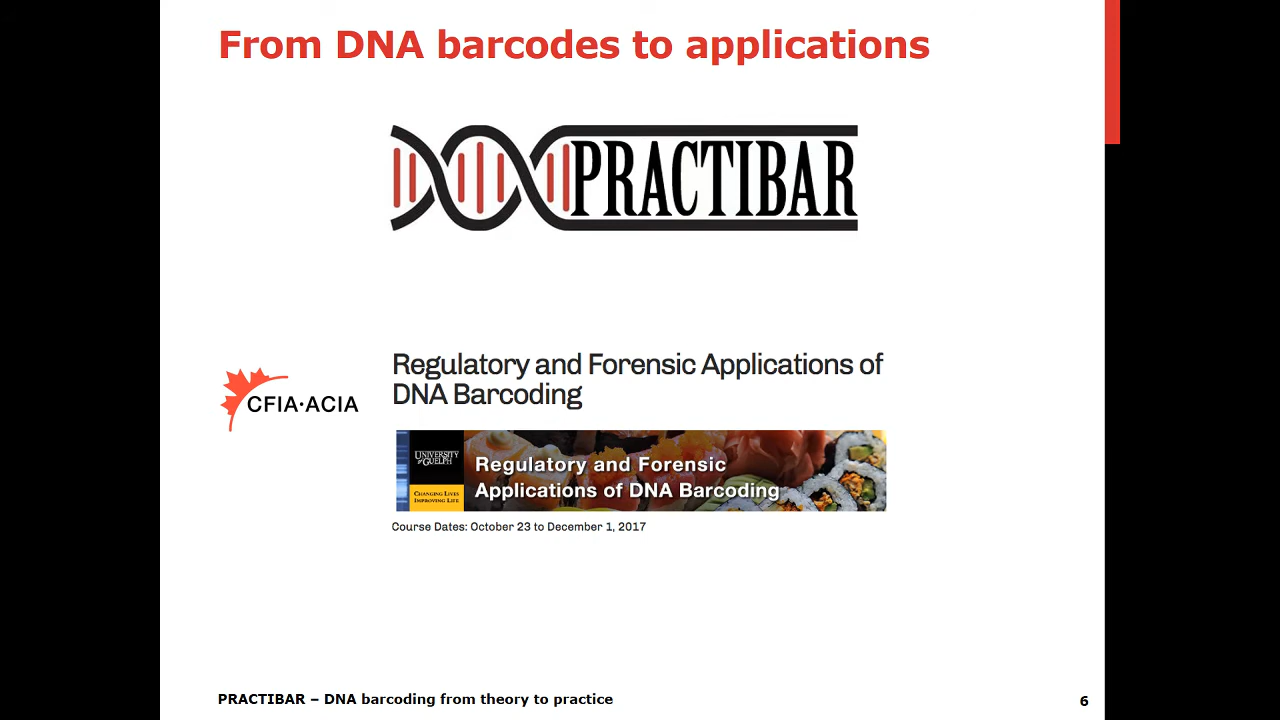 From DNA barcodes to applications
PRACTIBAR
Regulatory and Forensic Applications of
DNA Barcoding
CFIA·ACIA
UNIVERSITY
of GUELPH
CHANGING LIVES
IMPROVING LIFE
Regulatory and Forensic
Applications of DNA Barcoding
Course Dates: October 23 to December 1, 2017
PRACTIBAR – DNA barcoding from theory to practice
6